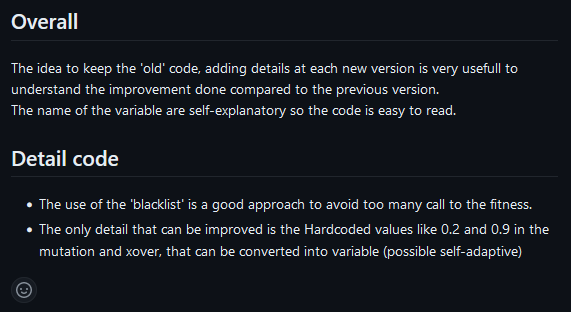 Overall
The idea to keep the 'old' code, adding details at each new version is very usefull to
understand the improvement done compared to the previous version.
The name of the variable are self-explanatory so the code is easy to read.
Detail code
• The use of the 'blacklist' is a good approach to avoid too many call to the fitness.
• The only detail that can be improved is the Hardcoded values like 0.2 and 0.9 in the
mutation and xover, that can be converted into variable (possible self-adaptive)